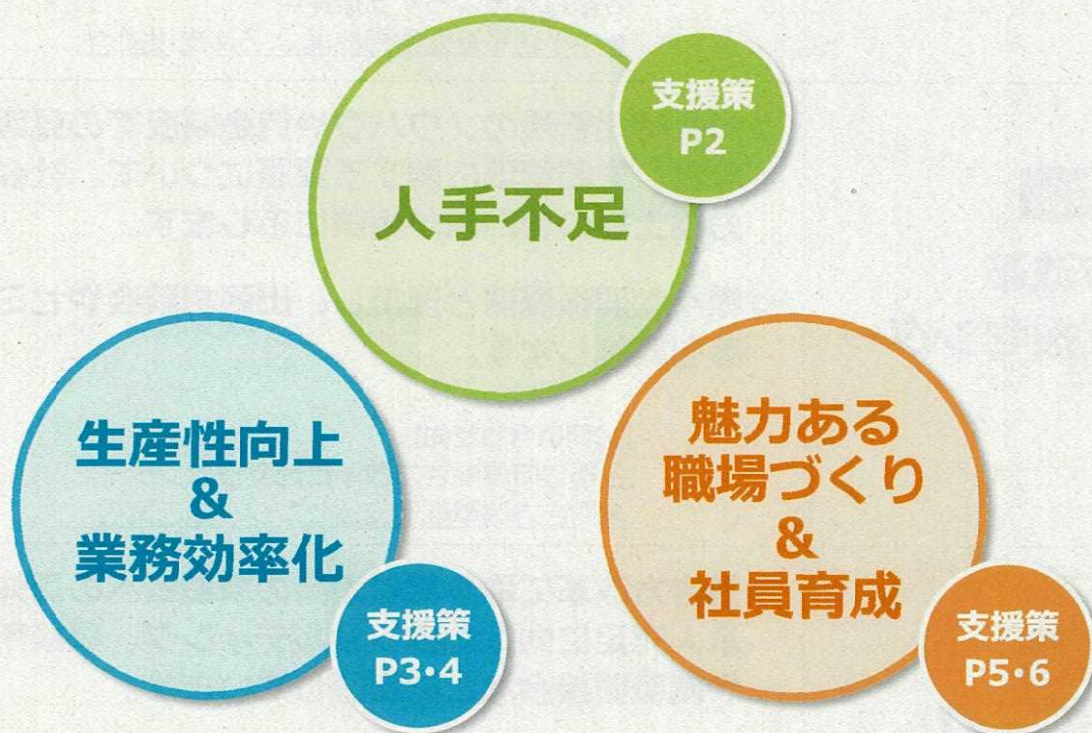 支援策
P2
人手不足
生産性向上
&
業務効率化
支援策
P3・4
魅力ある
職場づくり
&
社員育成
支援策
P5・6